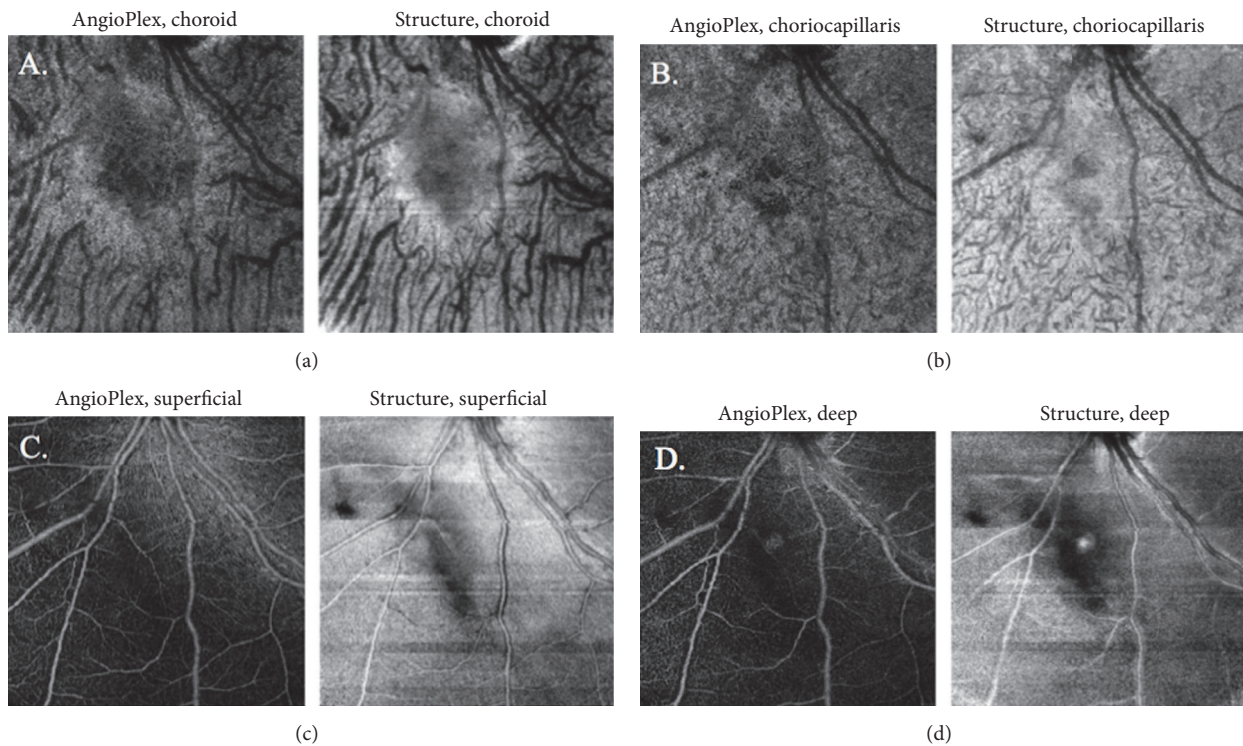 AngioPlex, choroid
Structure, choroid
A.
(a)
AngioPlex, choriocapillaris
Structure, choriocapillaris
B.
(b)
AngioPlex, superficial
Structure, superficial
C.
(c)
AngioPlex, deep
Structure, deep
D.
(d)